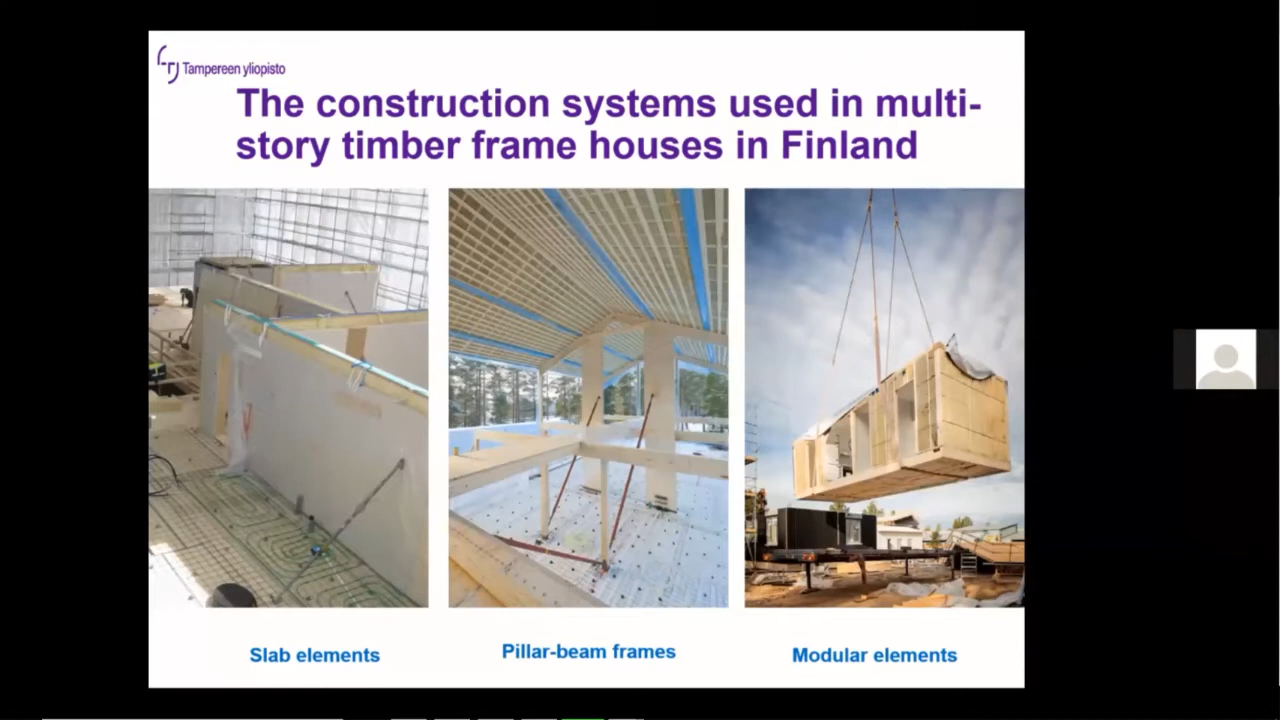 Tampereen yliopisto
The construction systems used in multi-
story timber frame houses in Finland
Slab elements
Pillar-beam frames
Modular elements